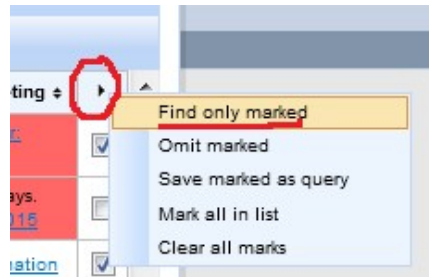 ting
Find only marked
Omit marked
ays.
Save marked as query
15
Mark all in list
Clear all marks
ation